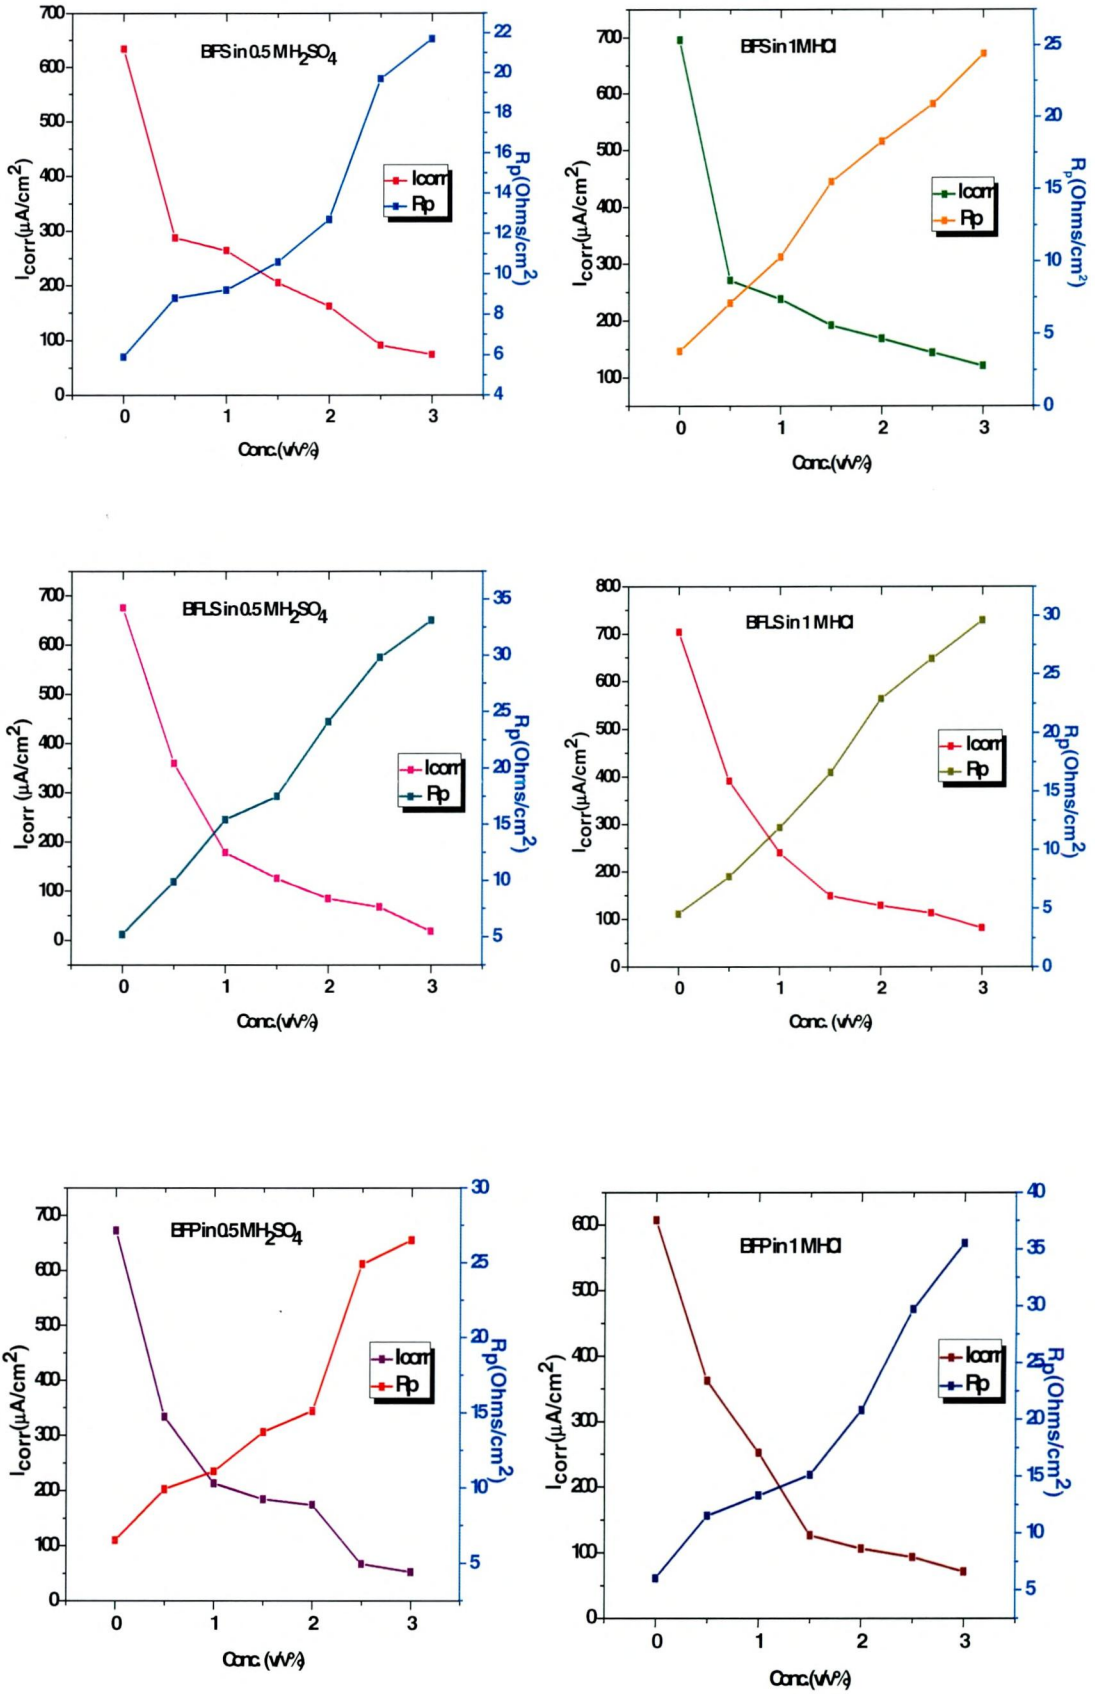 BFS in 0.5 M H2SO4
Icorr(μA/cm2)
700
600
500
400
300
200
100
0
22
20
18
16
14
12
10
8
6
4
Rp(Ohms/cm2)
Icorr
Rp
0 1 2 3
Conc.(v/v%)
BFS in 1M HCl
Icorr(μA/cm2)
700
600
500
400
300
200
100
25
20
15
10
5
0
Rp(Ohms/cm2)
Icorr
Rp
0 1 2 3
Conc.(v/v%)
BFLS in 0.5 M H2SO4
Icorr (μA/cm2)
700
600
500
400
300
200
100
0
35
30
25
20
15
10
5
Rp(Ohms/cm2)
Icorr
Rp
0 1 2 3
Conc.(v/v%)
BFLS in 1 M HCl
Icorr(μA/cm2)
800
700
600
500
400
300
200
100
0
30
25
20
15
10
5
0
Rp(Ohms/cm2)
Icorr
Rp
0 1 2 3
Conc. (v/v%)
BFP in 0.5 M H2SO4
Icorr(μA/cm2)
700
600
500
400
300
200
100
0
30
25
20
15
10
5
Rp(Ohms/cm2)
Icorr
Rp
0 1 2 3
Conc. (v/v%)
BFP in 1 M HCl
Icorr(μA/cm2)
600
500
400
300
200
100
0
40
35
30
25
20
15
10
5
Rp(Ohms/cm2)
Icorr
Rp
0 1 2 3
Conc.(v/v%)